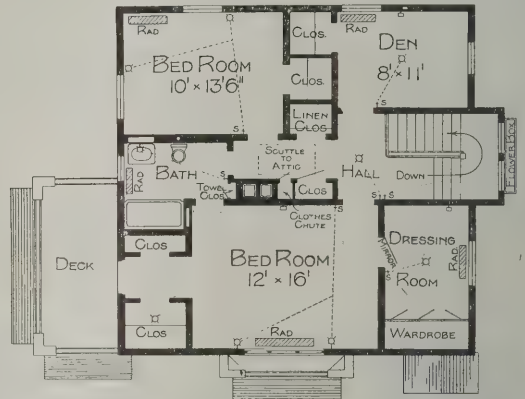 RAD
BED ROOM
10' × 13'6"
CLOS.
CLOS.
RAD
DEN
8' × 11'
LINEN
CLOS
SCUTTLE
TO
ATTIC
S
S
S
BATH
RAD
TOWEL
CLOS
CLOS
CLOTHES
CHUTE
HALL
DOWN
FLOWER BOX
S
S
S
DECK
CLOS
CLOS
BED ROOM
12' × 16'
RAD
MIRROR
S
DRESSING
ROOM
RAD
WARDROBE